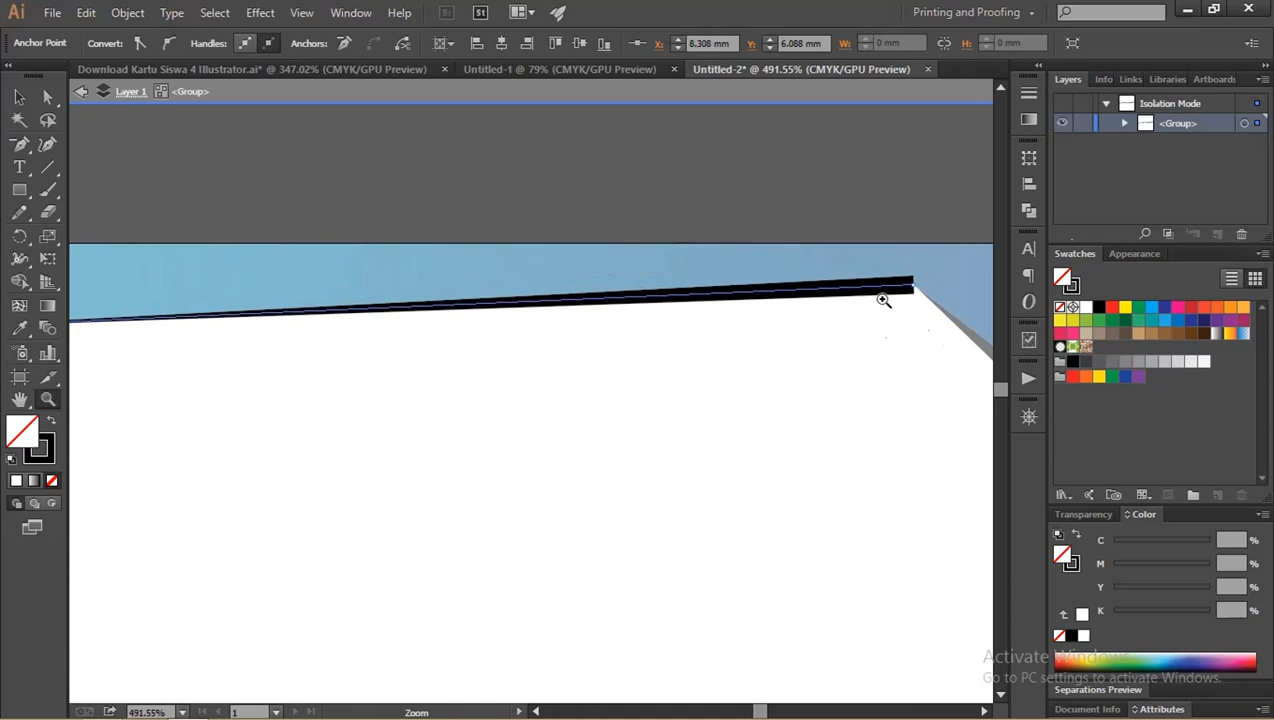 Ai File Edit Object Type Select Effect View Window Help Br St Printing and Proofing
Anchor Point Convert: Handles: Anchors: X: 8.308 mm Y: 6.088 mm W: 0 mm H: 0 mm
Download Kartu Siswa 4 Illustrator.ai* @ 347.02% (CMYK/GPU Preview) × Untitled-1 @ 79% (CMYK/GPU Preview) × Untitled-2* @ 491.55% (CMYK/GPU Preview) ×
Layer 1 <Group>
Layers Info Links Libraries Artboards
Isolation Mode
<Group>
Swatches Appearance
Transparency Color
C %
M %
Y %
K %
Activate Windows
Go to PC settings to activate Windows.
Separations Preview
Document Info Attributes
491.55% 1 Zoom